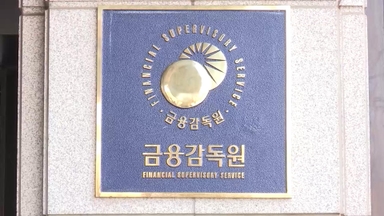 · FINANCIAL SUPERVISORY SERVICE ·
금융감독원
금융감독원
FINANCIAL SUPERVISORY SERVICE